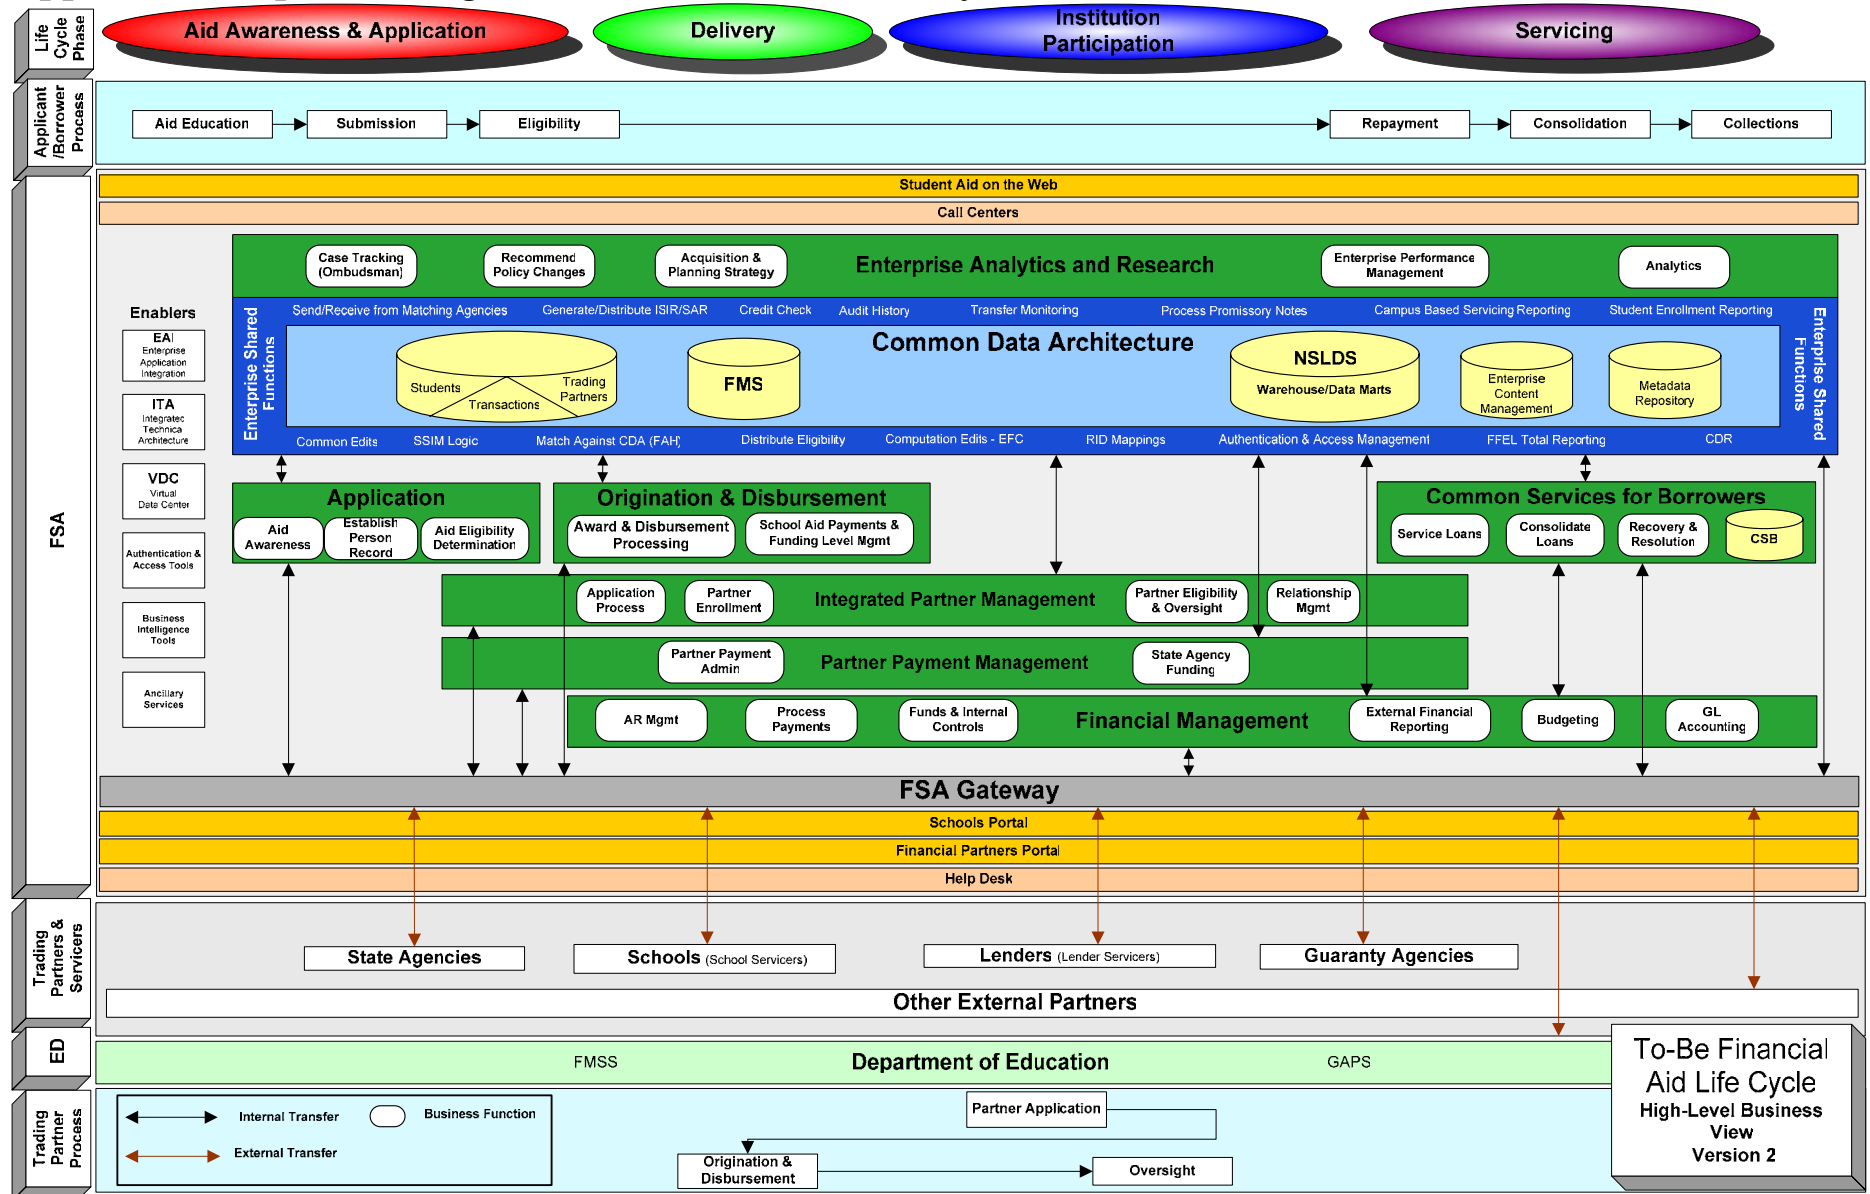 Life
Cycle
Phase
Aid Awareness & Application
Delivery
Institution
Participation
Servicing
Applicant
/Borrower
Process
Aid Education
Submission
Eligibility
Repayment
Consolidation
Collections
FSA
Student Aid on the Web
Call Centers
Case Tracking
(Ombudsman)
Recommend
Policy Changes
Acquisition &
Planning Strategy
Enterprise Analytics and Research
Enterprise Performance
Management
Analytics
Enablers
EAI
Enterprise
Application
Integration
ITA
Integratec
Technica
Architecture
VDC
Virtual
Data Center
Authentication &
Access Tools
Business
Intelligence
Tools
Ancillary
Services
Enterprise Shared
Functions
Send/Receive from Matching Agencies
Generate/Distribute ISIR/SAR
Credit Check
Audit History
Transfer Monitoring
Process Promissory Notes
Campus Based Servicing Reporting
Student Enrollment Reporting
Enterprise Shared
Functions
Common Data Architecture
Students
Trading
Partners
Transactions
FMS
NSLDS
Warehouse/Data Marts
Enterprise
Content
Management
Metadata
Repository
Common Edits
SSIM Logic
Match Against CDA (FAH)
Distribute Eligibility
Computation Edits - EFC
RID Mappings
Authentication & Access Management
FFEL Total Reporting
CDR
Application
Aid
Awareness
Establish
Person
Record
Aid Eligibility
Determination
Origination & Disbursement
Award & Disbursement
Processing
School Aid Payments &
Funding Level Mgmt
Common Services for Borrowers
Service Loans
Consolidate
Loans
Recovery &
Resolution
CSB
Application
Process
Partner
Enrollment
Integrated Partner Management
Partner Eligibility
& Oversight
Relationship
Mgmt
Partner Payment
Admin
Partner Payment Management
State Agency
Funding
AR Mgmt
Process
Payments
Funds & Internal
Controls
Financial Management
External Financial
Reporting
Budgeting
GL
Accounting
FSA Gateway
Schools Portal
Financial Partners Portal
Help Desk
Trading
Partners &
Servicers
State Agencies
Schools (School Servicers)
Lenders (Lender Servicers)
Guaranty Agencies
Other External Partners
ED
FMSS
Department of Education
GAPS
To-Be Financial
Aid Life Cycle
High-Level Business
View
Version 2
Trading
Partner
Process
Internal Transfer
Business Function
External Transfer
Partner Application
Origination &
Disbursement
Oversight